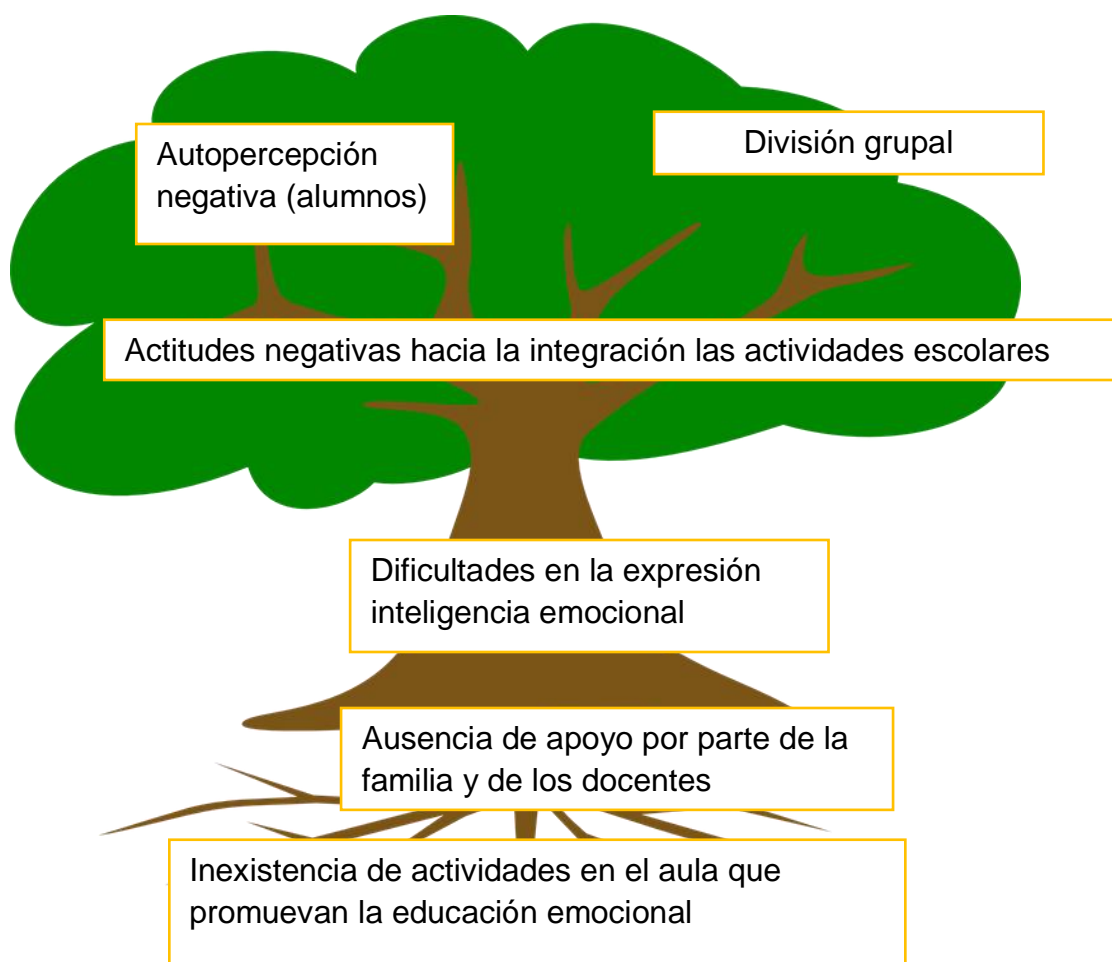 Autopercepción
negativa (alumnos)
División grupal
Actitudes negativas hacia la integración las actividades escolares
Dificultades en la expresión
inteligencia emocional
Ausencia de apoyo por parte de la
familia y de los docentes
Inexistencia de actividades en el aula que
promuevan la educación emocional